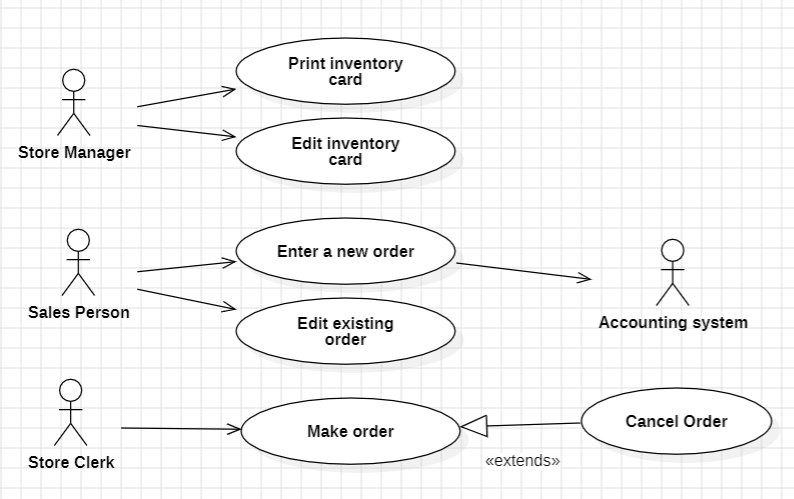 Print inventory
card
Store Manager
Edit inventory
card
Enter a new order
Sales Person
Edit existing
order
Accounting system
Make order
Cancel Order
Store Clerk
«extends»